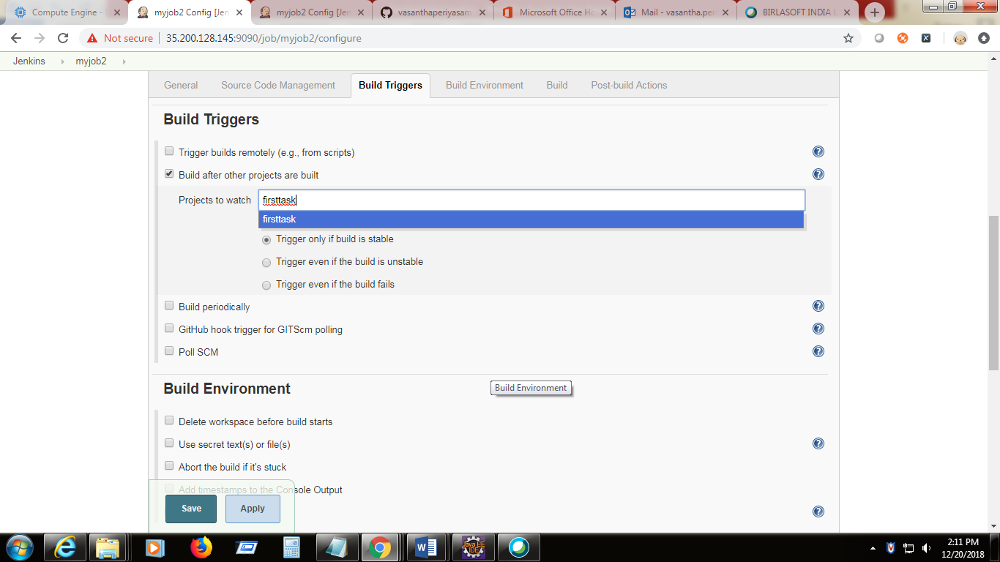 Compute Engine -
myjob2 Config [Jen
myjob2 Config [Jen
vasanthaperiyasam
Microsoft Office Ho
Mail - vasantha.per
BIRLASOFT INDIA L
Not secure
35.200.128.145:9090/job/myjob2/configure
Jenkins
myjob2
General
Source Code Management
Build Triggers
Build Environment
Build
Post-build Actions
Build Triggers
Trigger builds remotely (e.g., from scripts)
Build after other projects are built
Projects to watch
firsttask
firsttask
Trigger only if build is stable
Trigger even if the build is unstable
Trigger even if the build fails
Build periodically
GitHub hook trigger for GITScm polling
Poll SCM
Build Environment
Build Environment
Delete workspace before build starts
Use secret text(s) or file(s)
Abort the build if it's stuck
Add timestamps to the Console Output
Save
Apply
Java EE
IDE
2:11 PM
12/20/2018